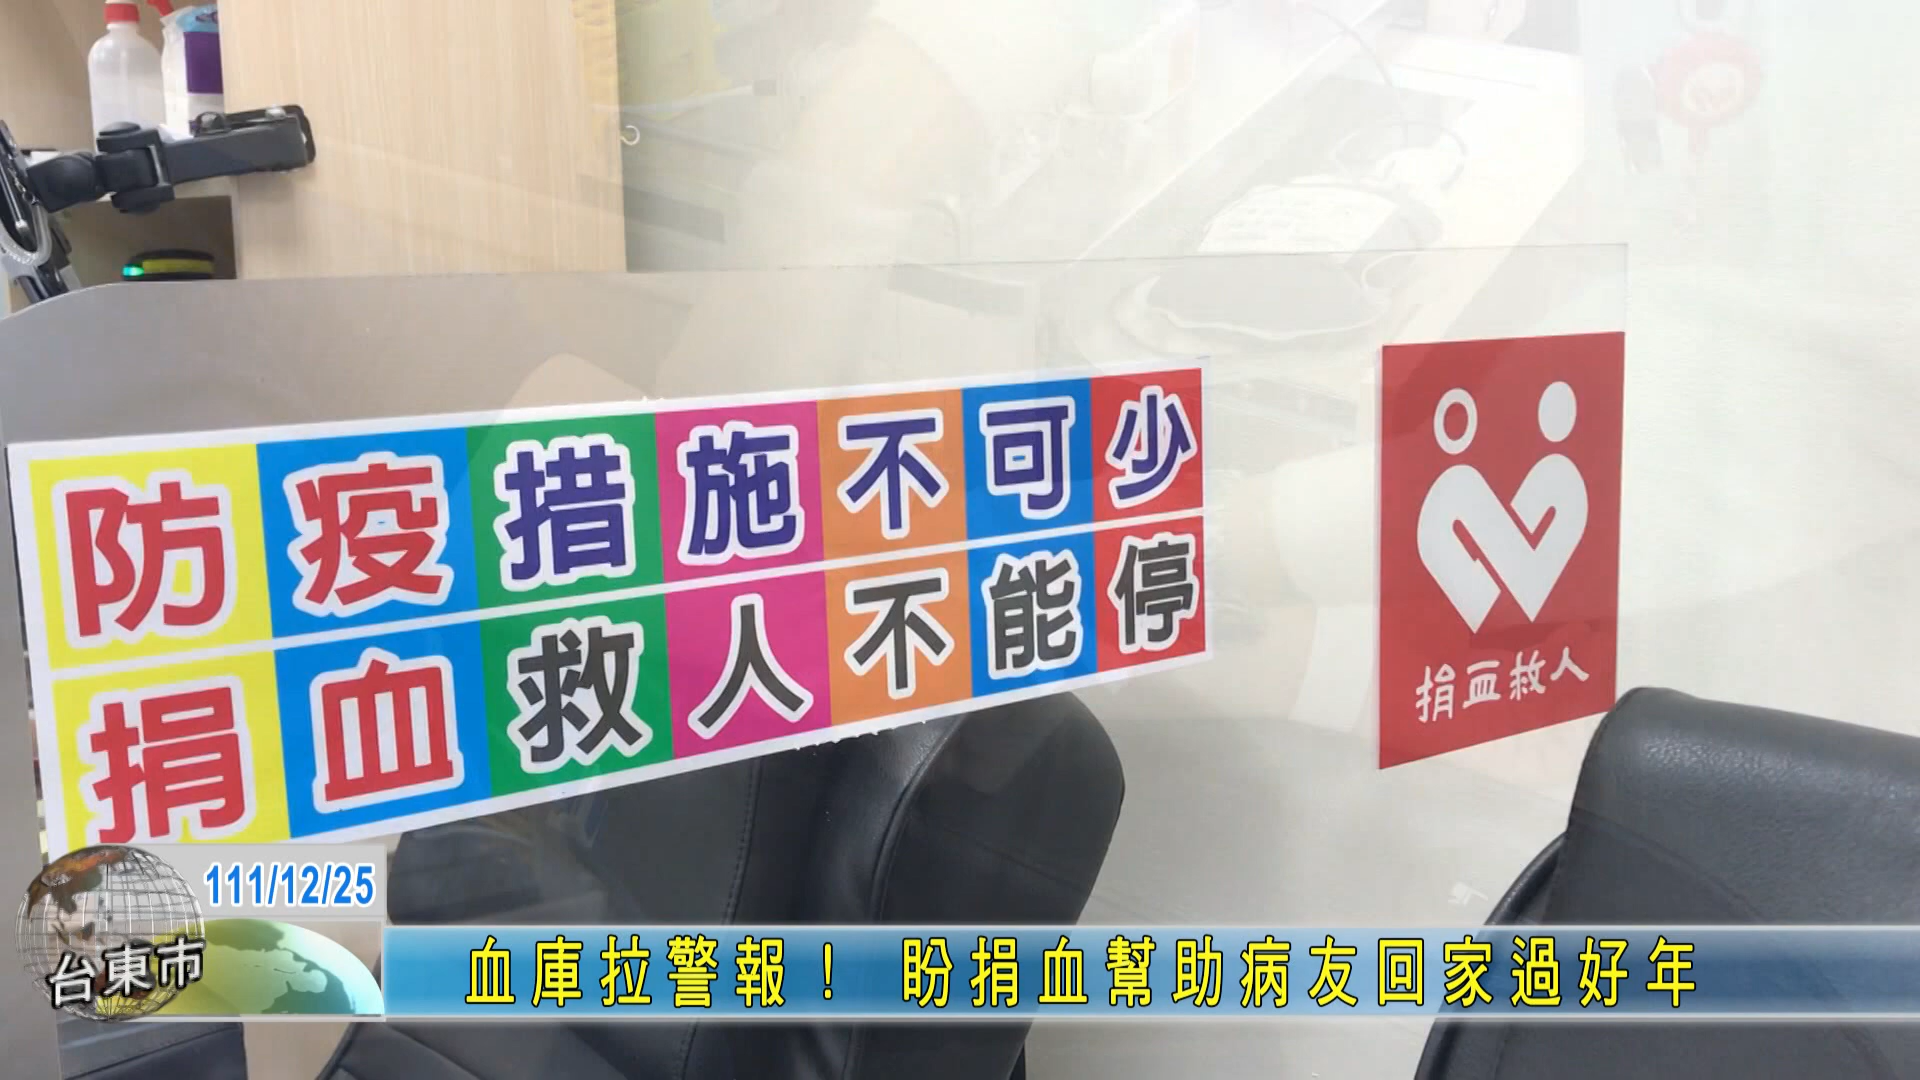 防疫措施不可少
捐血救人不能停
捐血救人
111/12/25
台東市
血庫拉警報！ 盼捐血幫助病友回家過好年